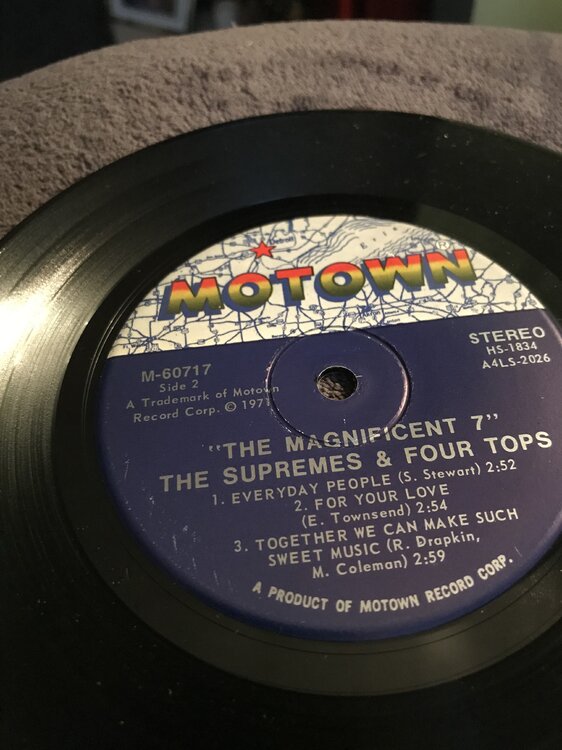 MOTOWN®
M-60717
Side 2
A Trademark of Motown
Record Corp. © 1971
STEREO
HS-1834
A4LS-2026
"THE MAGNIFICENT 7"
THE SUPREMES & FOUR TOPS
1. EVERYDAY PEOPLE (S. Stewart) 2:52
2. FOR YOUR LOVE
(E. Townsend) 2:54
3. TOGETHER WE CAN MAKE SUCH
SWEET MUSIC (R. Drapkin,
M. Coleman) 2:59
A PRODUCT OF MOTOWN RECORD CORP.